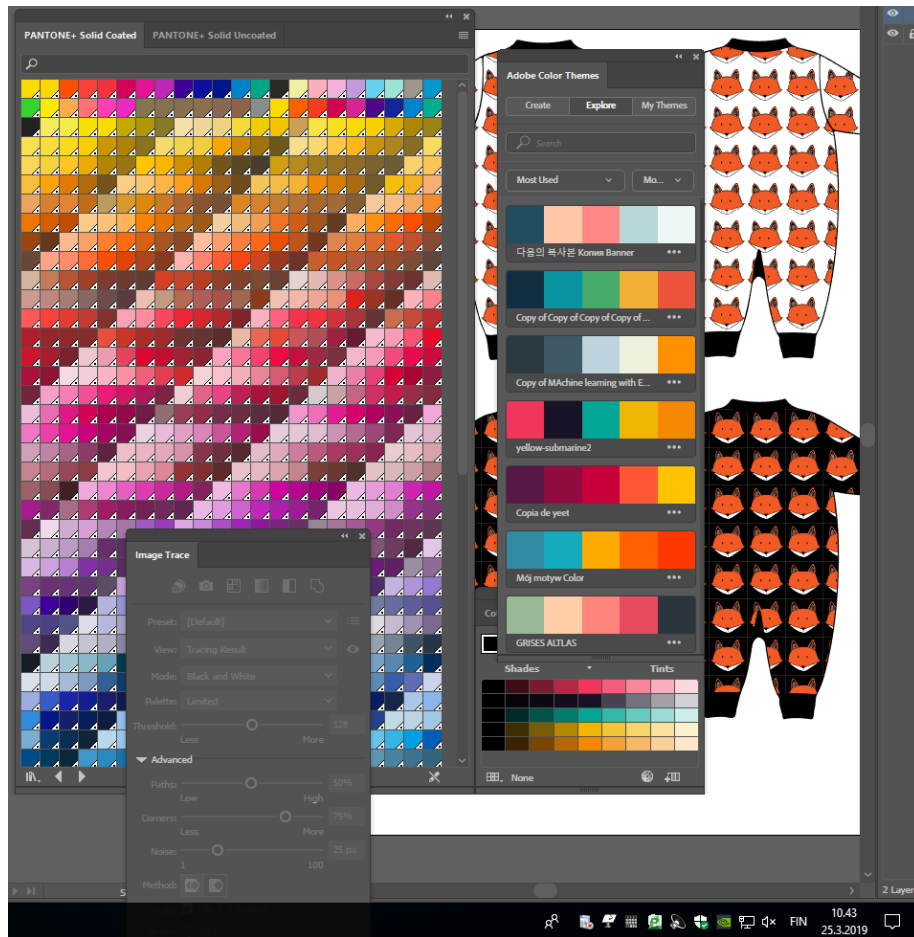 PANTONE+ Solid Coated
PANTONE+ Solid Uncoated
Adobe Color Themes
Create
Explore
My Themes
Search
Most Used
Mo...
다음의 복사본 Копия Banner
Copy of Copy of Copy of Copy of ...
Copy of MAchine learning with E...
yellow-submarine2
Copia de yeet
Mój motyw Color
GRISES ALTLAS
Image Trace
Preset:
[Default]
View:
Tracing Result
Mode:
Black and White
Palette:
Limited
Threshold:
128
Less
More
Advanced
Paths:
50%
Low
High
Corners:
75%
Less
More
Noise:
25 px
1
100
Method:
Co
Shades
Tints
None
S
2 Layer
FIN
10.43
25.3.2019